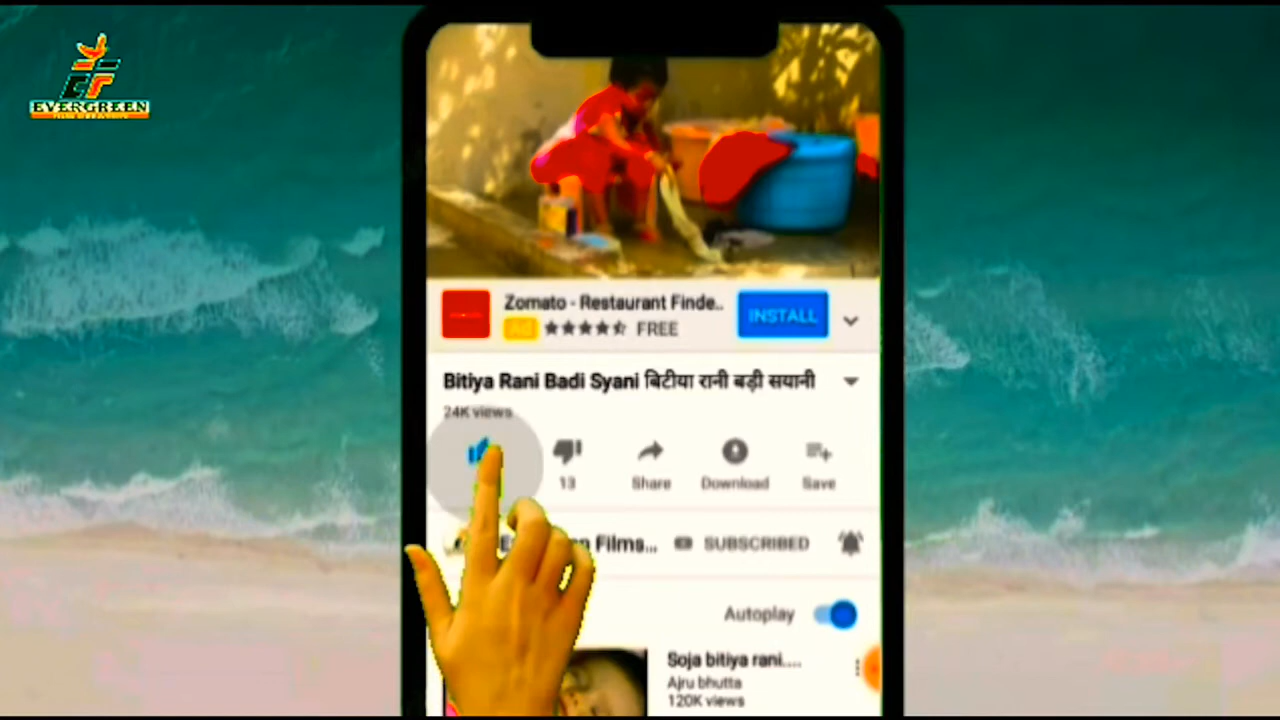 EVERGREEN
Zomato - Restaurant Finde..
Ad FREE
INSTALL
Bitiya Rani Badi Syani बिटीया रानी बड़ी सयानी
24K views
13
Share
Download
Save
Films...
SUBSCRIBED
Autoplay
Soja bitiya rani....
Ajru bhutta
120K views